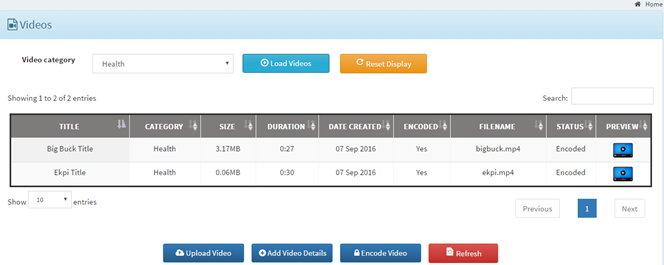 Home
Videos
Video category Health Load Videos Reset Display
Showing 1 to 2 of 2 entries Search:
TITLE CATEGORY SIZE DURATION DATE CREATED ENCODED FILENAME STATUS PREVIEW
Big Buck Title Health 3.17MB 0:27 07 Sep 2016 Yes bigbuck.mp4 Encoded
Ekpi Title Health 0.06MB 0:30 07 Sep 2016 Yes ekpi.mp4 Encoded
Show 10 entries Previous 1 Next
Upload Video Add Video Details Encode Video Refresh